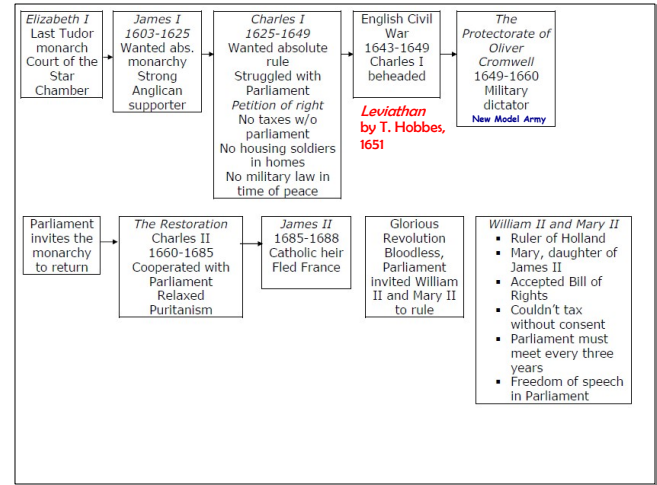 Elizabeth I
Last Tudor
monarch
Court of the
Star
Chamber
James I
1603-1625
Wanted abs.
monarchy
Strong
Anglican
supporter
Charles I
1625-1649
Wanted absolute
rule
Struggled with
Parliament
Petition of right
No taxes w/o
parliament
No housing soldiers
in homes
No military law in
time of peace
English Civil
War
1643-1649
Charles I
beheaded
Leviathan
by T. Hobbes,
1651
The
Protectorate of
Oliver
Cromwell
1649-1660
Military
dictator
New Model Army
Parliament
invites the
monarchy
to return
The Restoration
Charles II
1660-1685
Cooperated with
Parliament
Relaxed
Puritanism
James II
1685-1688
Catholic heir
Fled France
Glorious
Revolution
Bloodless,
Parliament
invited William
II and Mary II
to rule
William II and Mary II
▪ Ruler of Holland
▪ Mary, daughter of
James II
▪ Accepted Bill of
Rights
▪ Couldn't tax
without consent
▪ Parliament must
meet every three
years
▪ Freedom of speech
in Parliament